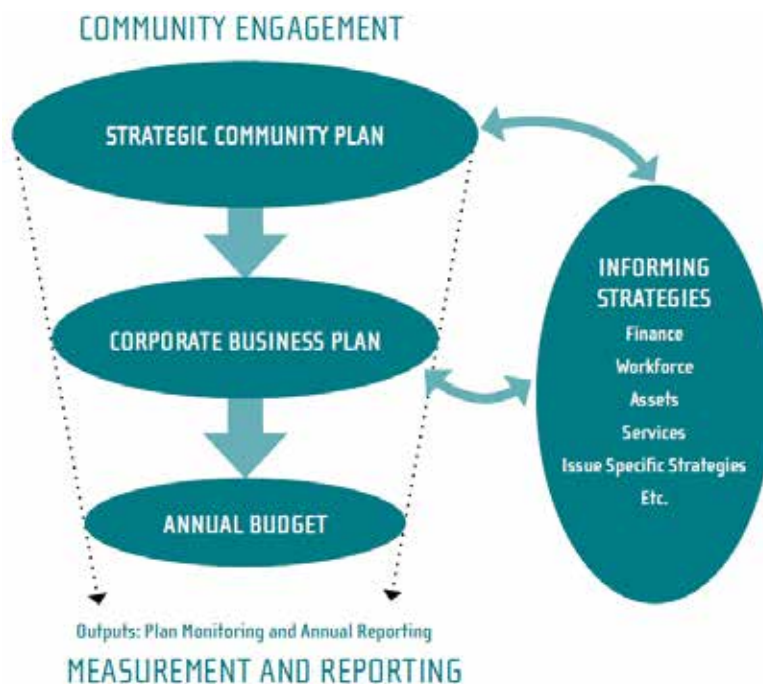 COMMUNITY ENGAGEMENT
STRATEGIC COMMUNITY PLAN
CORPORATE BUSINESS PLAN
ANNUAL BUDGET
INFORMING
STRATEGIES
Finance
Workforce
Assets
Services
Issue Specific Strategies
Etc.
Outputs: Plan Monitoring and Annual Reporting
MEASUREMENT AND REPORTING